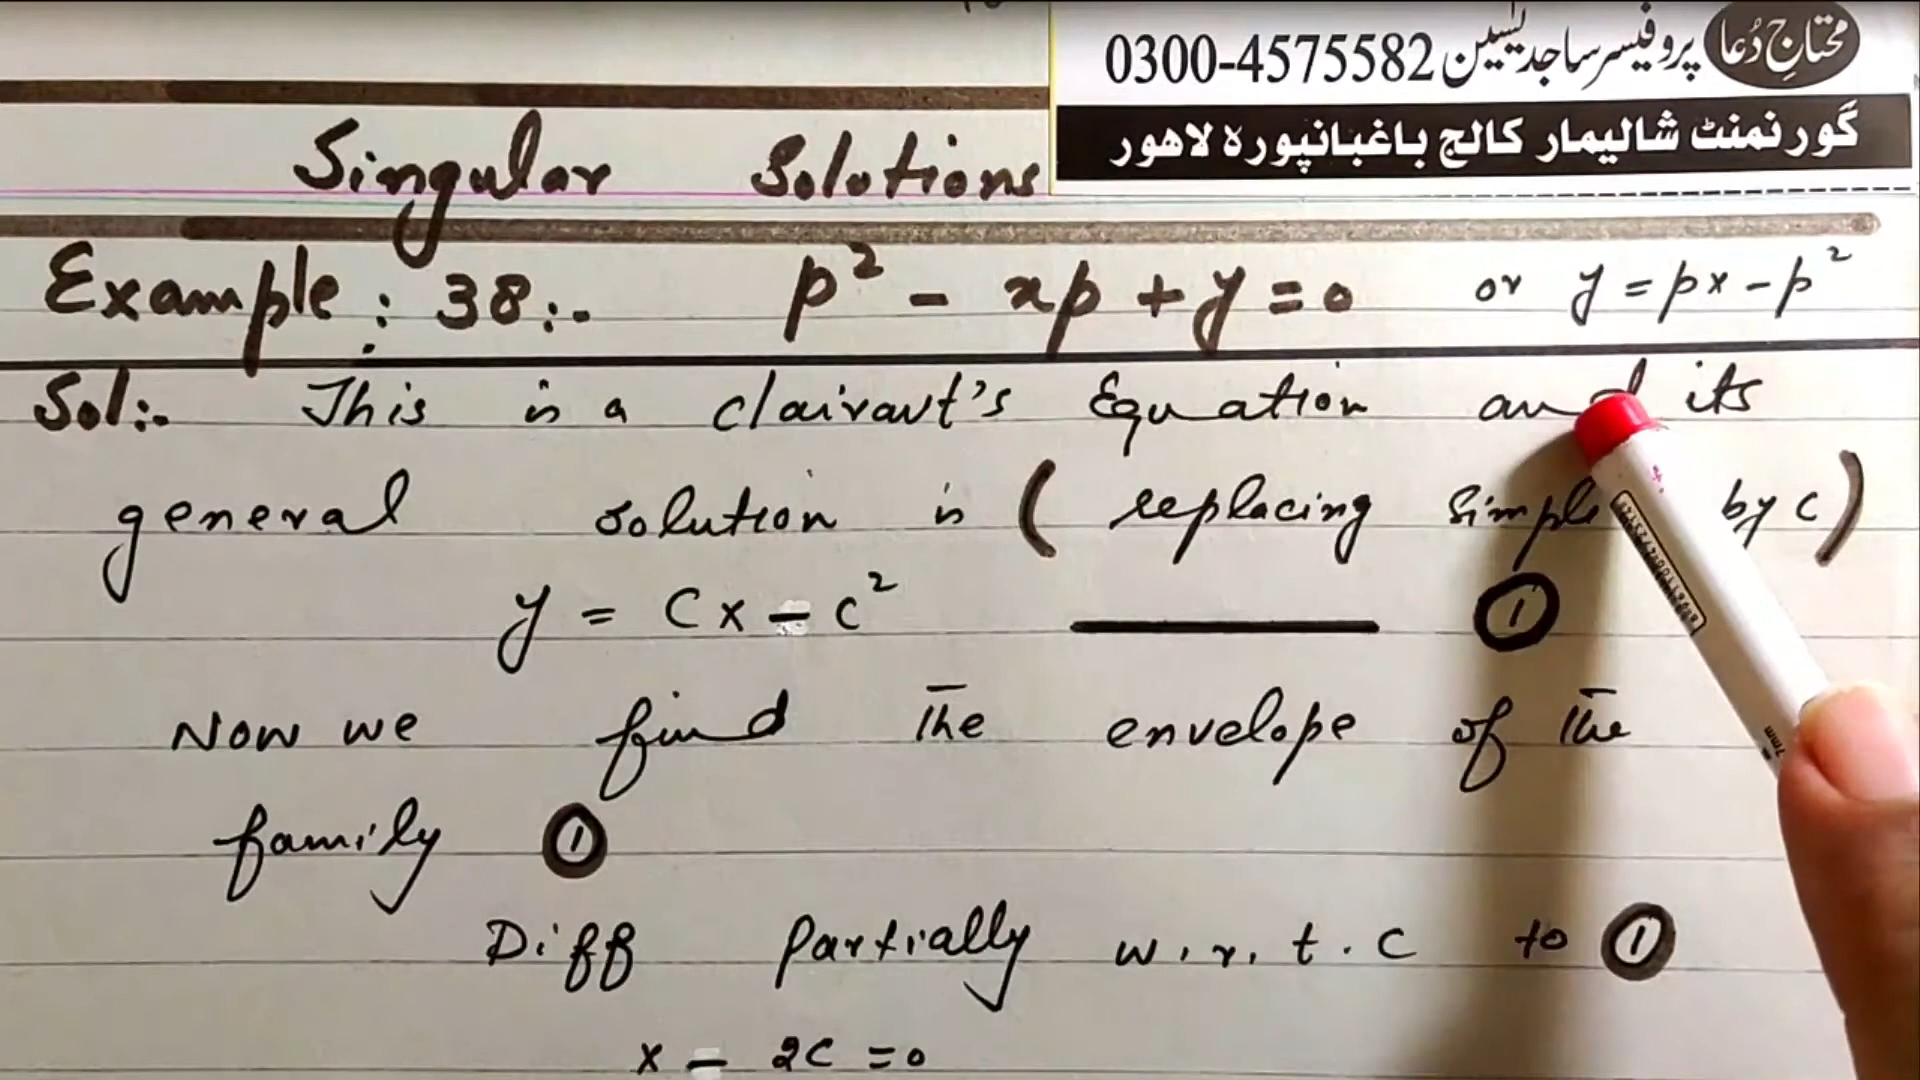 محتاجِ دُعا پروفیسر ساجد یٰسین 0300-4575582
گورنمنٹ شالیمار کالج باغبانپورہ لاہور
Singular Solutions
Example : 38:- p² - xp + y = 0 or y = px - p²
Sol:- This is a clairaut's Equation and its
general solution is ( replacing simply by c )
y = Cx - c² ①
Now we find The envelope of The
family ①
Diff partially w.r.t.c to ①
x - 2c = 0
7mm